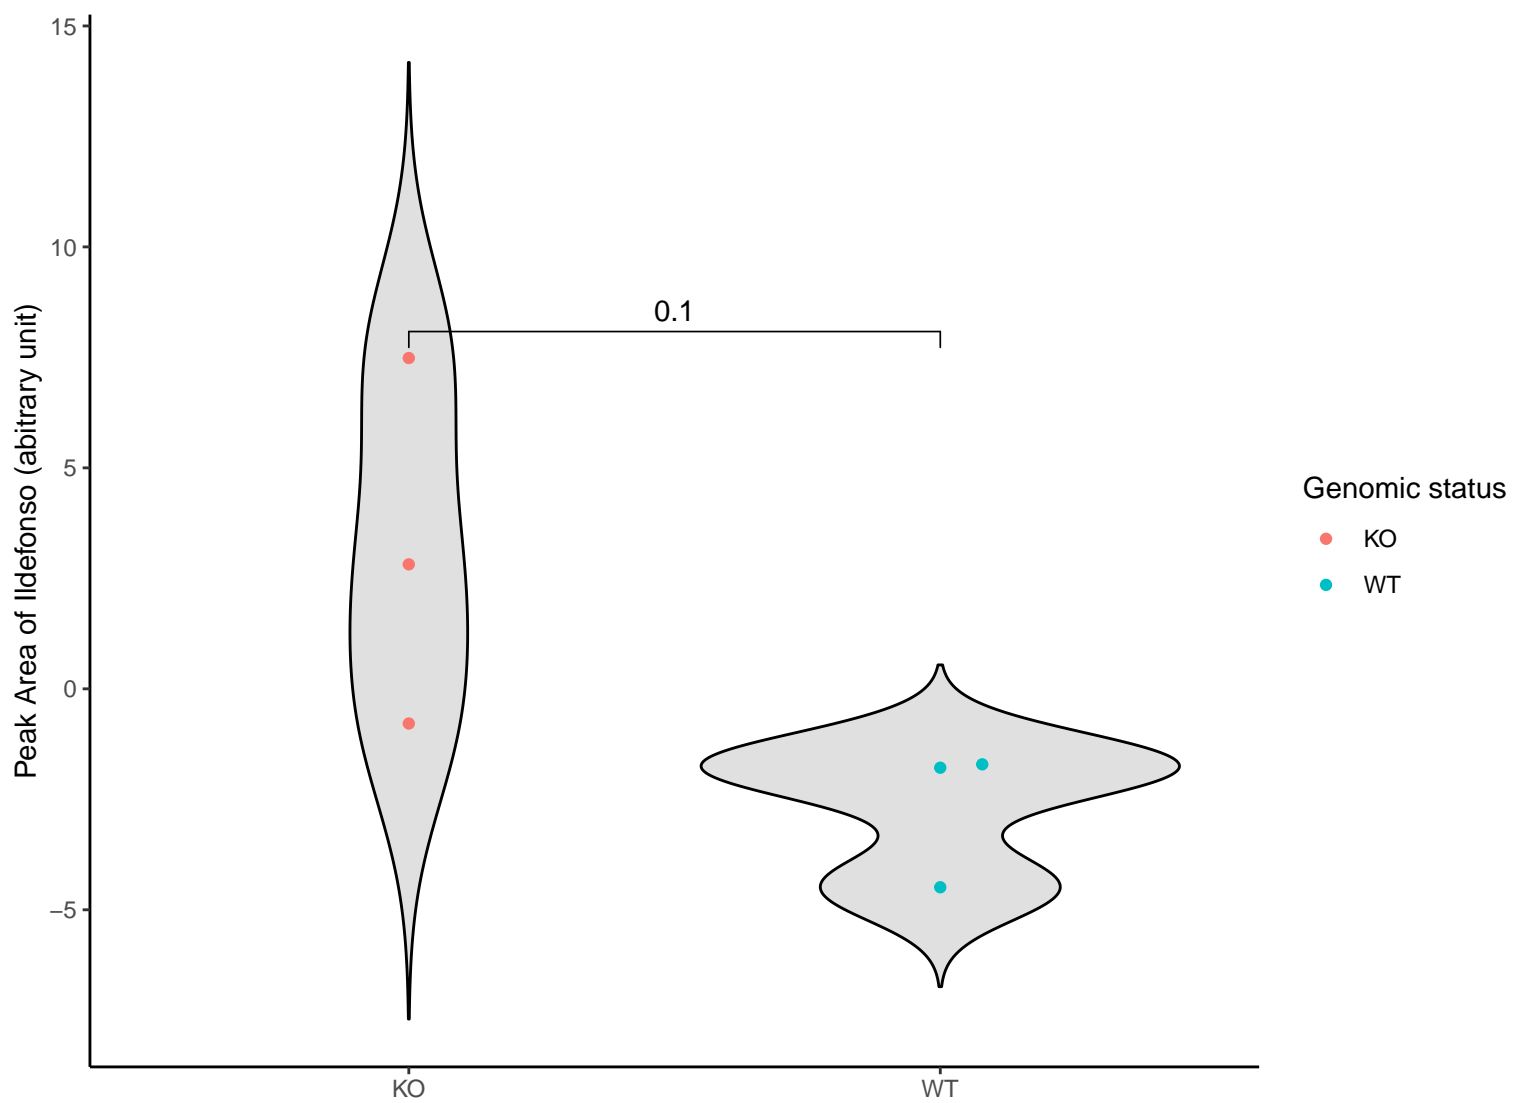 15
10
5
0
–5
Peak Area of Ildefonso (abitrary unit)
0.1
KO
WT
Genomic status
KO
WT